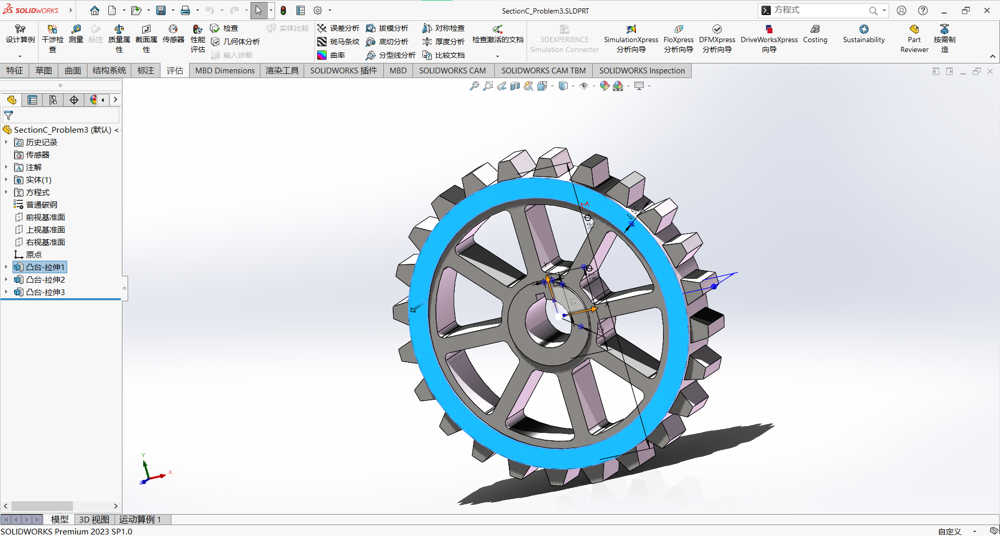 SOLIDWORKS
SectionC_Problem3.SLDPRT
方程式
设计算例
干涉检查
测量
标注
质量属性
截面属性
传感器
性能评估
检查
几何体分析
输入诊断
实体比较
误差分析
斑马条纹
曲率
拔模分析
底切分析
分型线分析
对称检查
厚度分析
比较文档
检查激活的文档
3DEXPERIENCE
Simulation Connector
SimulationXpress
分析向导
FloXpress
分析向导
DFMXpress
分析向导
DriveWorksXpress
向导
Costing
Sustainability
Part
Reviewer
按需制造
特征 草图 曲面 结构系统 标注 评估 MBD Dimensions 渲染工具 SOLIDWORKS 插件 MBD SOLIDWORKS CAM SOLIDWORKS CAM TBM SOLIDWORKS Inspection
SectionC_Problem3 (默认) <
历史记录
传感器
注解
实体(1)
方程式
普通碳钢
前视基准面
上视基准面
右视基准面
原点
凸台-拉伸1
凸台-拉伸2
凸台-拉伸3
Y
X
Z
模型 3D 视图 运动算例 1
SOLIDWORKS Premium 2023 SP1.0
自定义